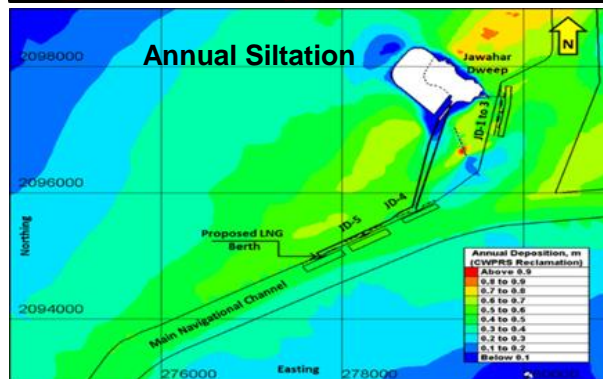 Annual Siltation
N
2098000
Jawahar
Dweep
JD-1 to 3
2096000
JD-4
JD-5
Proposed LNG
Berth
Northing
Annual Deposition, m
(CWPRS Reclamation)
Above 0.9
0.8 to 0.9
0.7 to 0.8
0.6 to 0.7
0.5 to 0.6
0.4 to 0.5
0.3 to 0.4
0.2 to 0.3
0.1 to 0.2
Below 0.1
2094000
Main Navigational Channel
Easting
276000
278000
280000